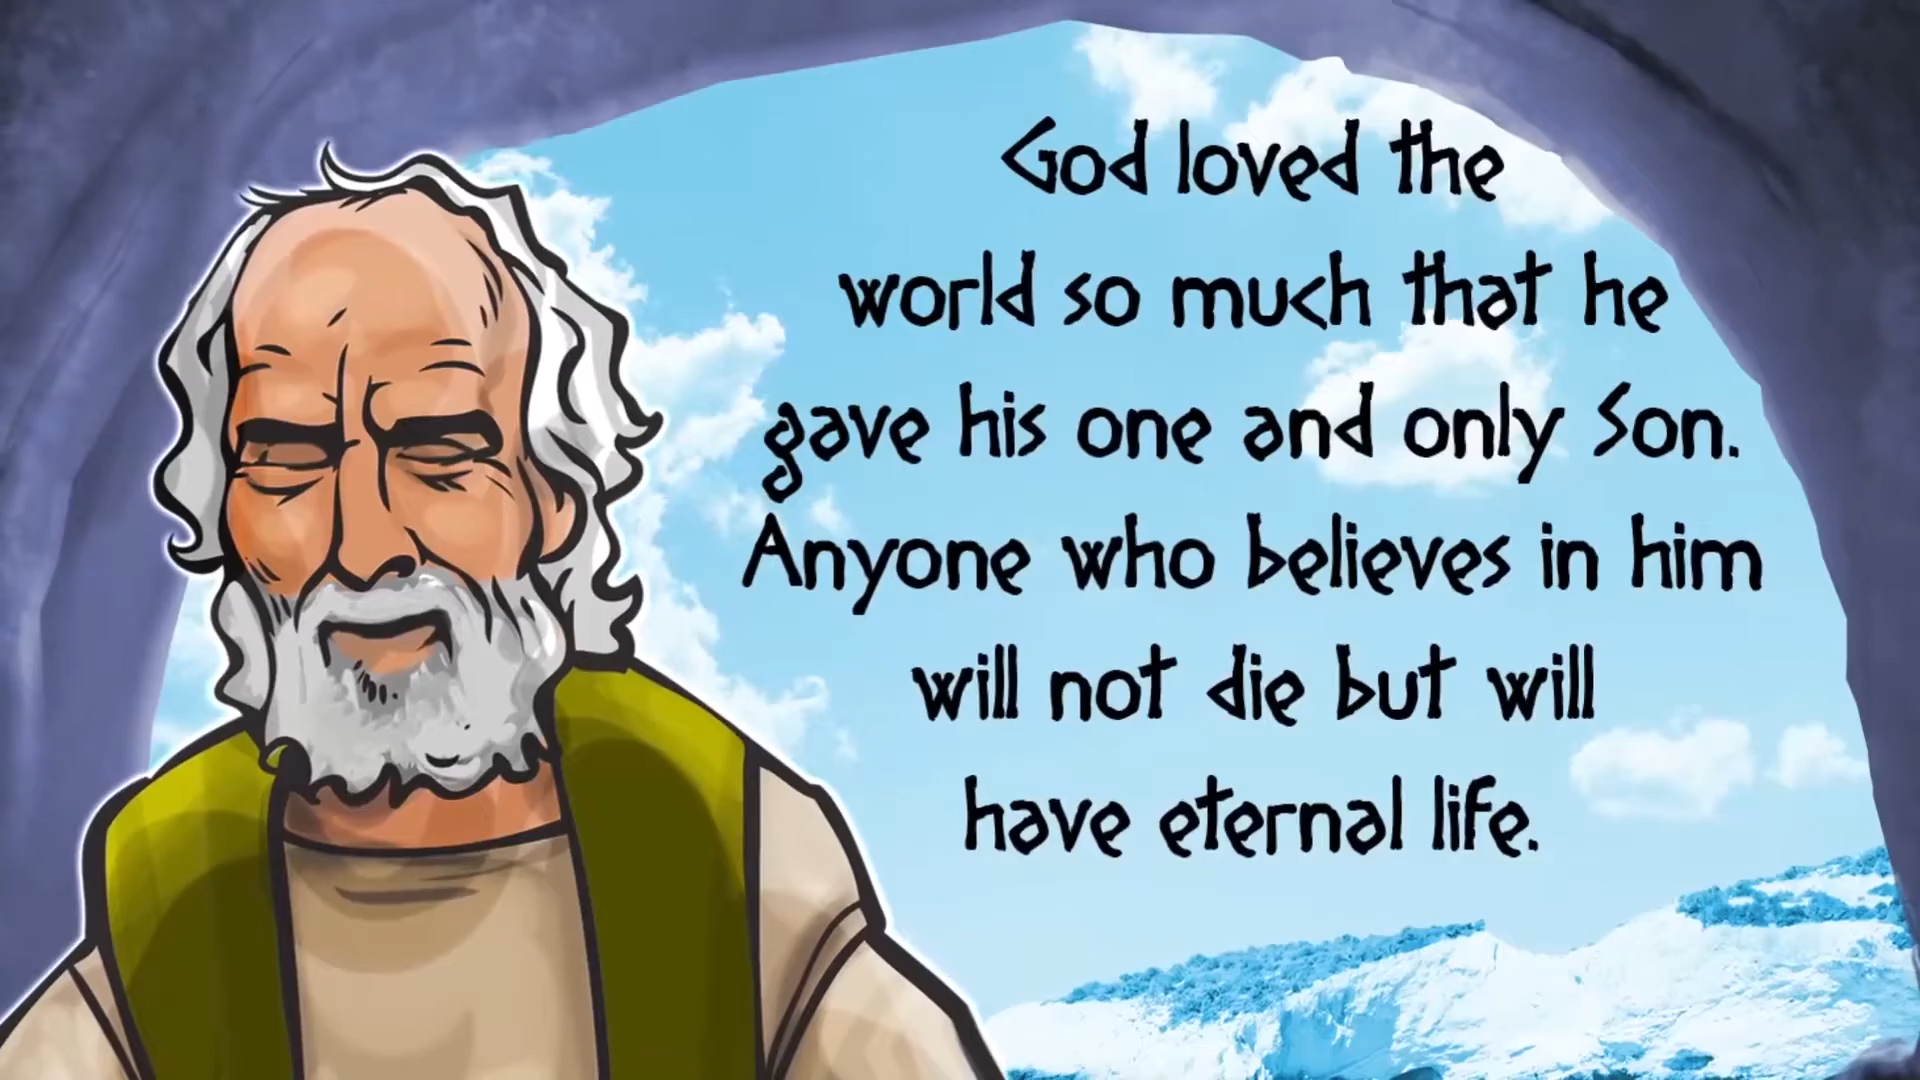 God loved the
world so much that he
gave his one and only Son.
Anyone who believes in him
will not die but will
have eternal life.